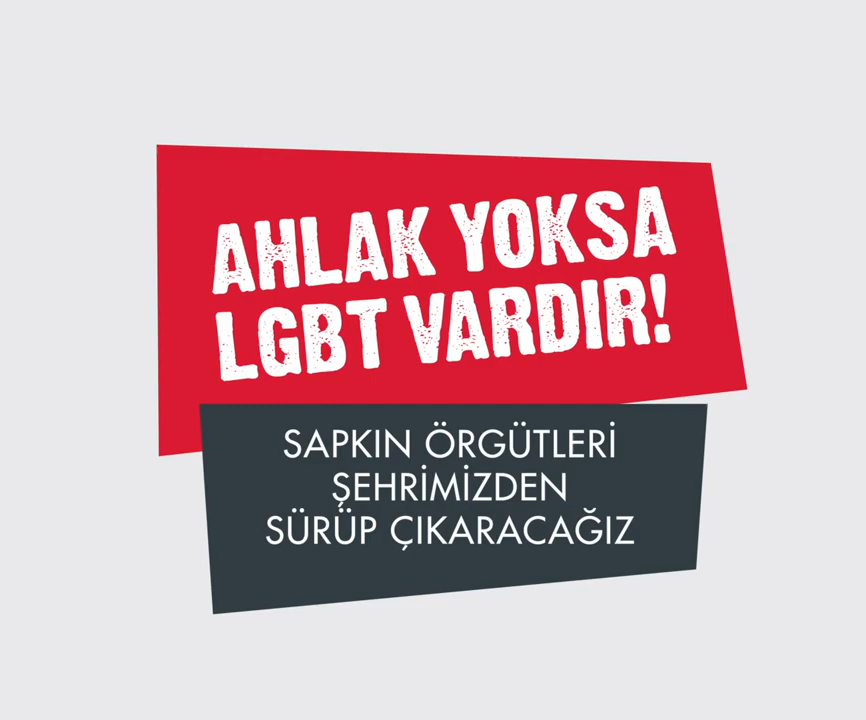 AHLAK YOKSA
LGBT VARDIR!
SAPKIN ÖRGÜTLERİ
ŞEHRİMİZDEN
SÜRÜP ÇIKARACAĞIZ